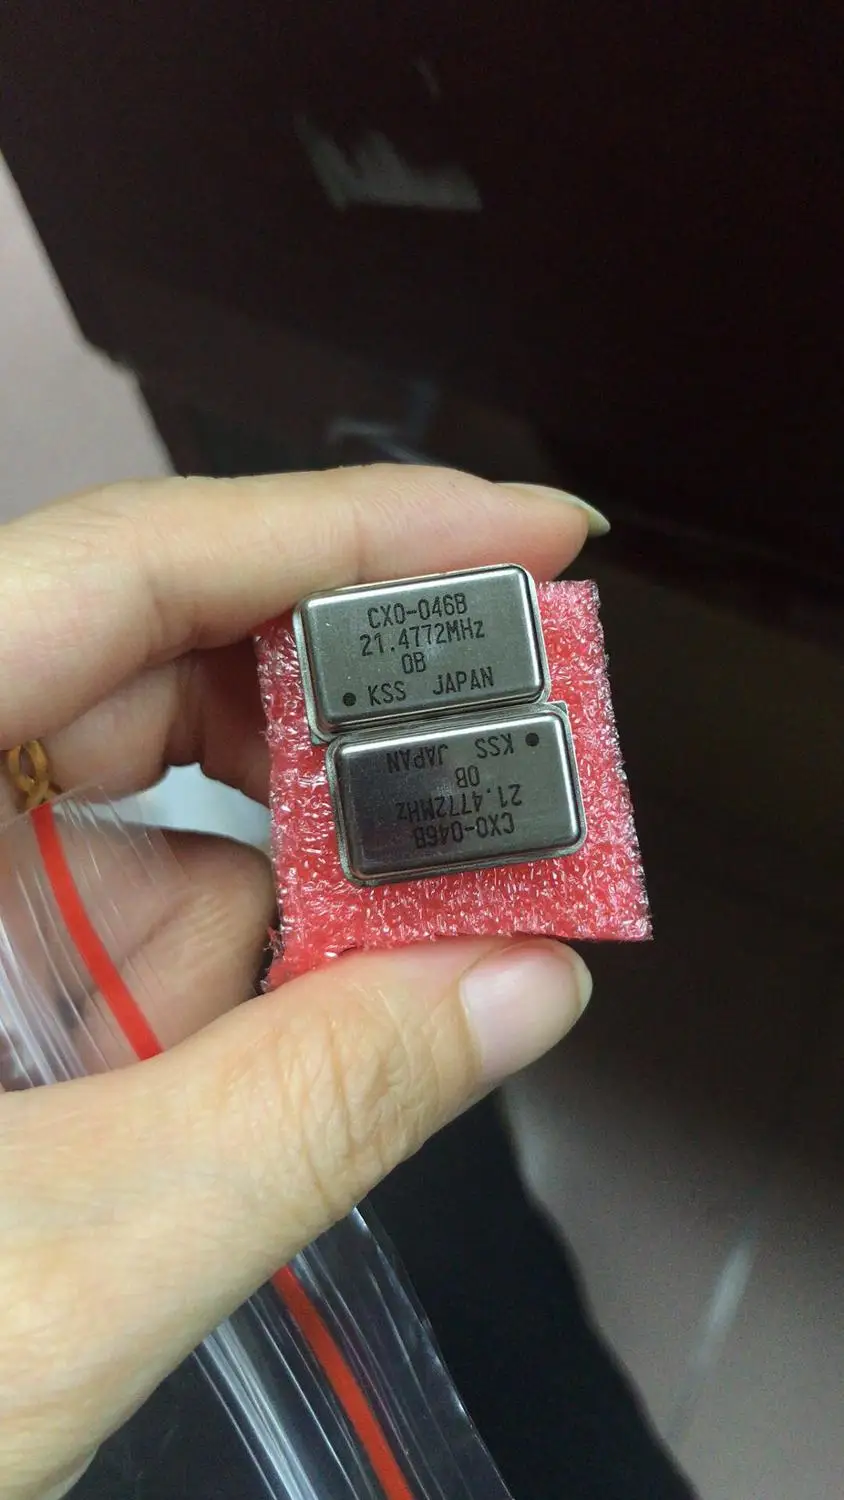 CXO-046B
21.4772MHz
0B
KSS JAPAN
CXO-046B
21.4772MHz
0B
KSS JAPAN